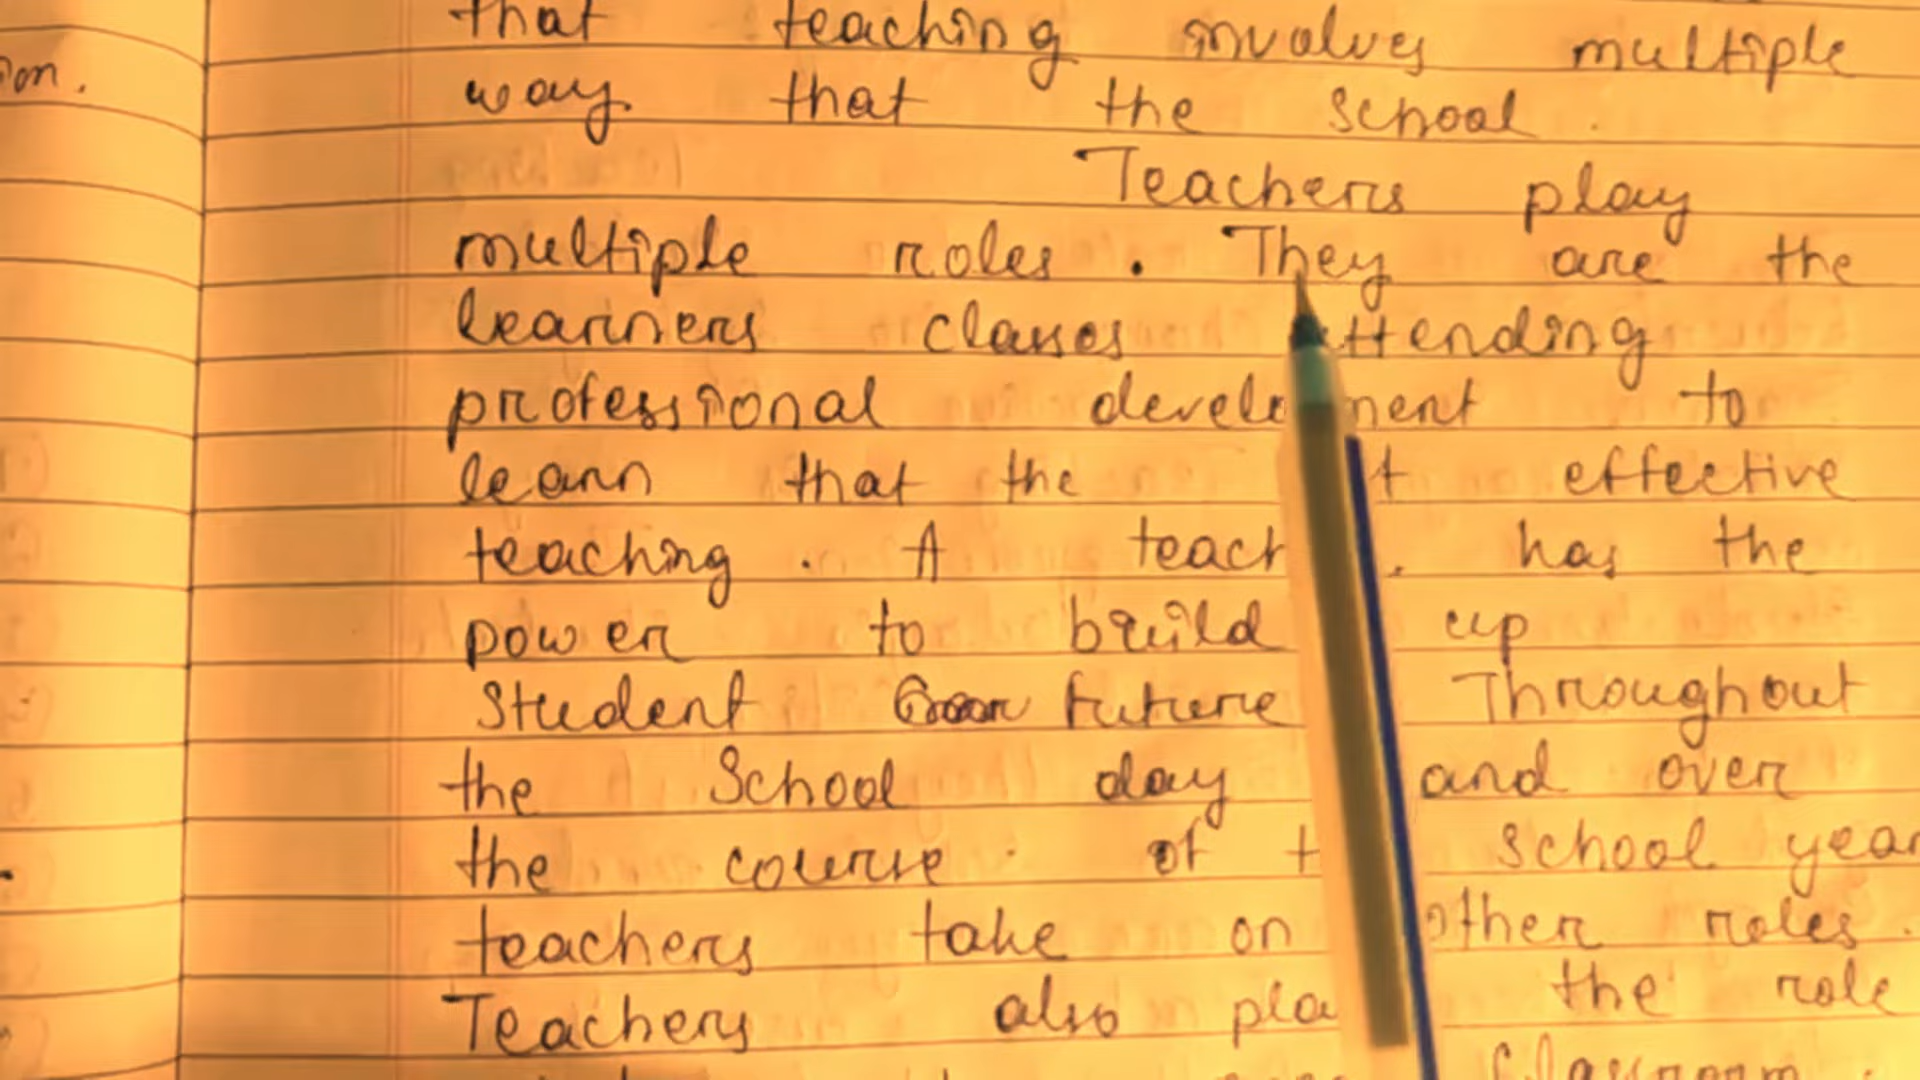 that teaching involves multiple
ion.
way. that the school.
Teachers play
multiple roles. They are the
learners classes attending
professional development to
learn that the effective
teaching. A has the
power to build up
student future Throughout
the School day and over
the course of school year
teachers take on other roles.
Teachers also the role
classroom.